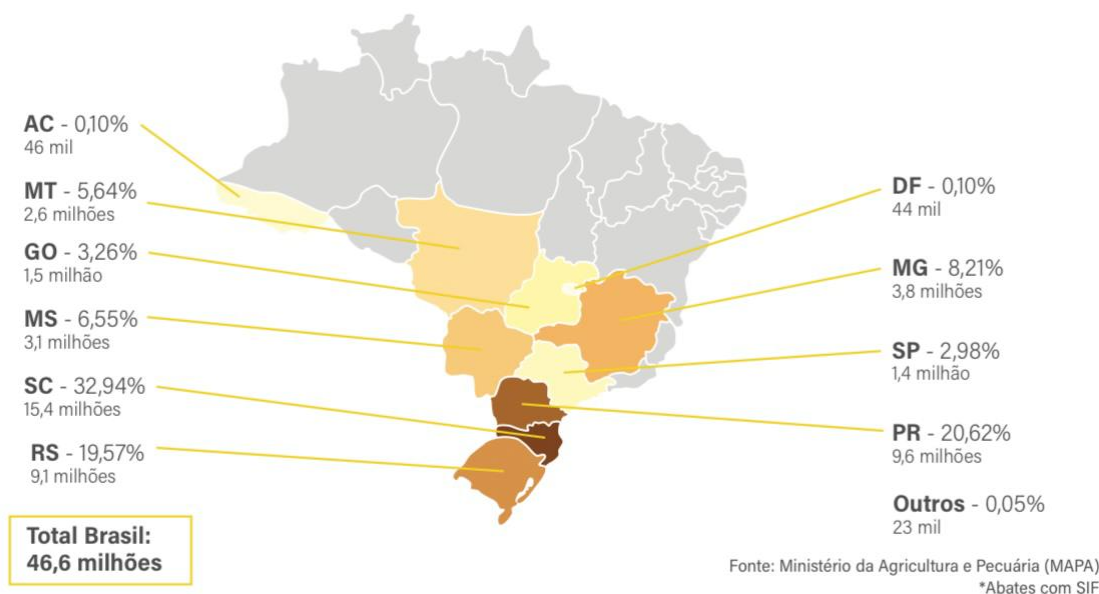 AC - 0,10%
46 mil
MT - 5,64%
2,6 milhões
GO - 3,26%
1,5 milhão
MS - 6,55%
3,1 milhões
SC - 32,94%
15,4 milhões
RS - 19,57%
9,1 milhões
Total Brasil:
46,6 milhões
DF - 0,10%
44 mil
MG - 8,21%
3,8 milhões
SP - 2,98%
1,4 milhão
PR - 20,62%
9,6 milhões
Outros - 0,05%
23 mil
Fonte: Ministério da Agricultura e Pecuária (MAPA)
*Abates com SIF